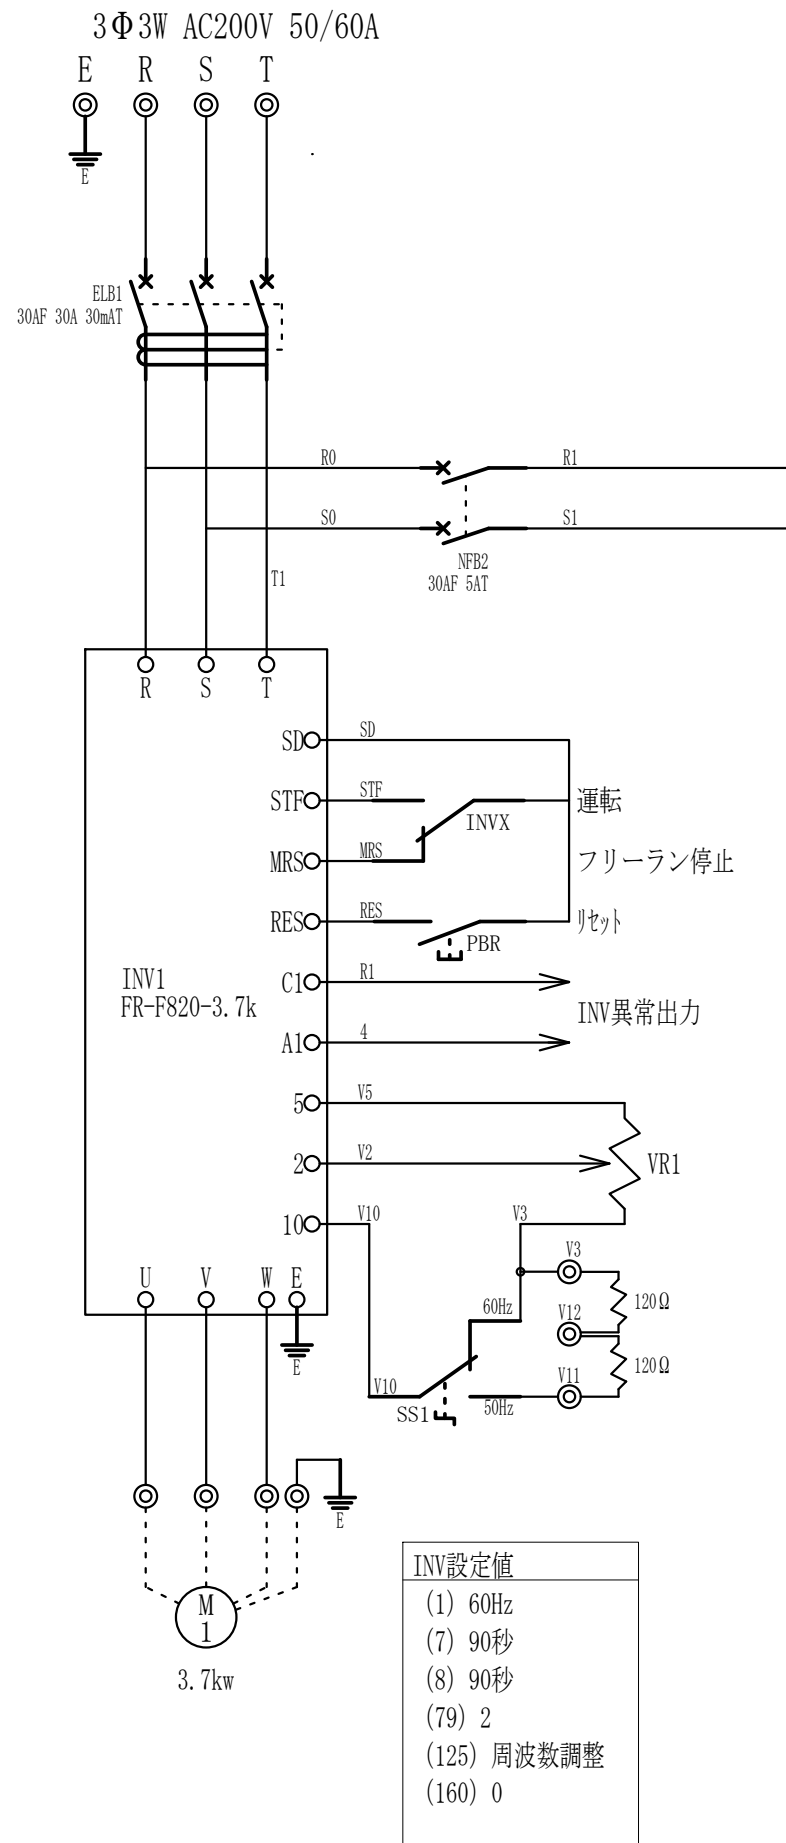 3Φ3W AC200V 50/60A
E R S T
E
ELB1
30AF 30A 30mAT
R0 R1
S0 S1
NFB2
30AF 5AT
T1
R S T
SD SD
STF STF 運転
INVX
MRS MRS フリーラン停止
RES RES リセット
PBR
INV1
FR-F820-3.7k
C1 R1
INV異常出力
A1 4
5 V5
2 V2 VR1
10 V10 V3
V3
U V W E
60Hz V12 120Ω
E
V10 V11 120Ω
SS1 50Hz
E
M
1
3.7kw
INV設定値
(1) 60Hz
(7) 90秒
(8) 90秒
(79) 2
(125) 周波数調整
(160) 0